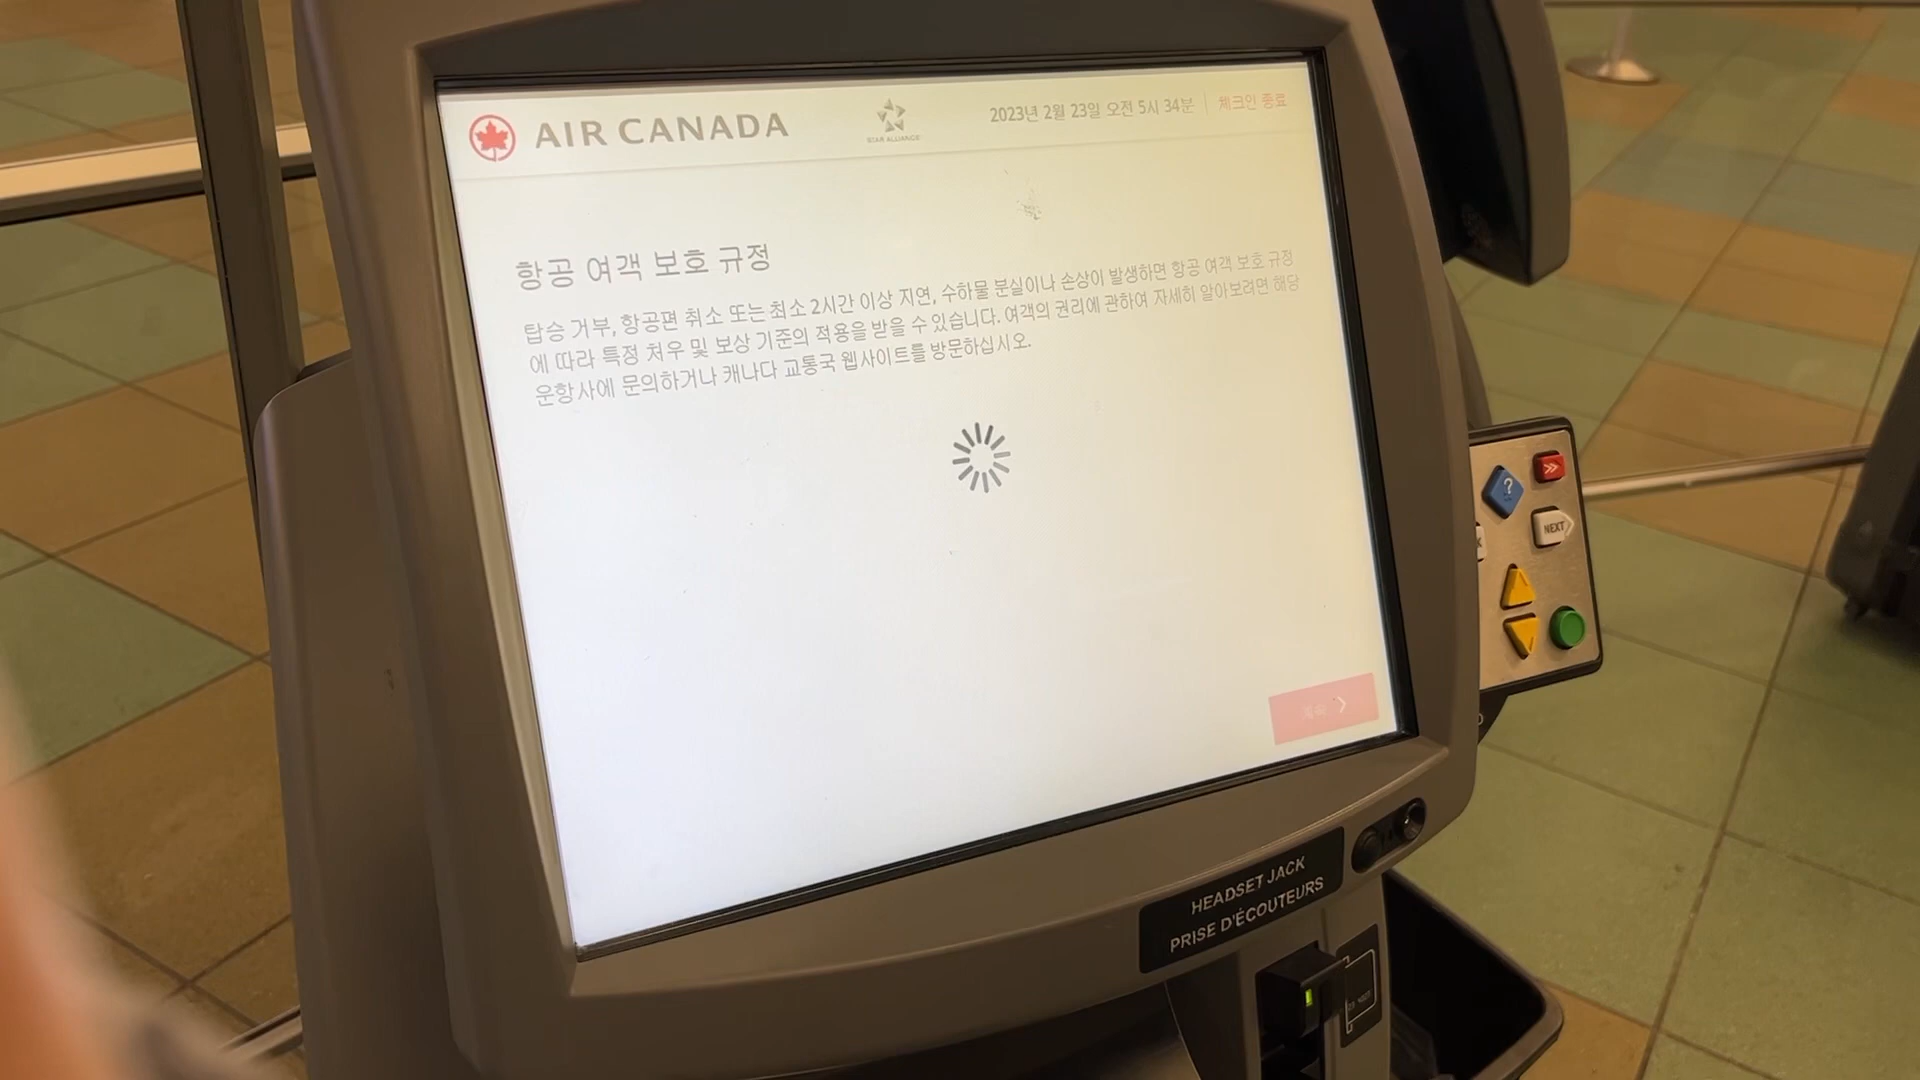 AIR CANADA
STAR ALLIANCE
2023년 2월 23일 오전 5시 34분
체크인 종료
항공 여객 보호 규정
탑승 거부, 항공편 취소 또는 최소 2시간 이상 지연, 수하물 분실이나 손상이 발생하면 항공 여객 보호 규정
에 따라 특정 처우 및 보상 기준의 적용을 받을 수 있습니다. 여객의 권리에 관하여 자세히 알아보려면 해당
운항사에 문의하거나 캐나다 교통국 웹사이트를 방문하십시오.
계속
?
NEXT
HEADSET JACK
PRISE D'ÉCOUTEURS